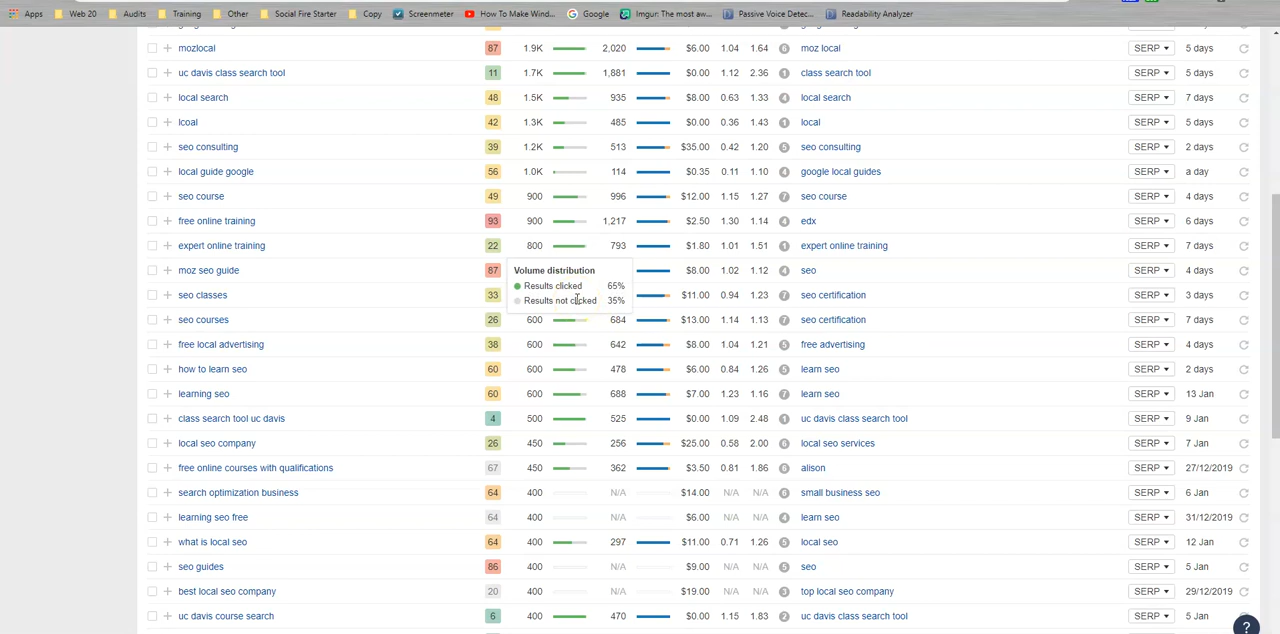 Apps Web 20 Audits Training Other Social Fire Starter Copy Screenmeter How To Make Wind... Google Imgur: The most aw... Passive Voice Detec... Readability Analyzer
mozlocal 87 1.9K 2,020 $6.00 1.04 1.64 6 moz local SERP 5 days
uc davis class search tool 11 1.7K 1,881 $0.00 1.12 2.36 1 class search tool SERP 5 days
local search 48 1.5K 935 $8.00 0.63 1.33 4 local search SERP 7 days
lcoal 42 1.3K 485 $0.00 0.36 1.43 1 local SERP 5 days
seo consulting 39 1.2K 513 $35.00 0.42 1.20 5 seo consulting SERP 2 days
local guide google 56 1.0K 114 $0.35 0.11 1.10 4 google local guides SERP a day
seo course 49 900 996 $12.00 1.15 1.27 7 seo course SERP 4 days
free online training 93 900 1,217 $2.50 1.30 1.14 4 edx SERP 6 days
expert online training 22 800 793 $1.80 1.01 1.51 1 expert online training SERP 7 days
moz seo guide 87 Volume distribution $8.00 1.02 1.12 4 seo SERP 4 days
Results clicked 65%
seo classes 33 Results not clicked 35% $11.00 0.94 1.23 7 seo certification SERP 3 days
seo courses 26 600 684 $13.00 1.14 1.13 7 seo certification SERP 7 days
free local advertising 38 600 642 $8.00 1.04 1.21 5 free advertising SERP 4 days
how to learn seo 60 600 478 $6.00 0.84 1.26 5 learn seo SERP 2 days
learning seo 60 600 688 $7.00 1.23 1.16 7 learn seo SERP 13 Jan
class search tool uc davis 4 500 525 $0.00 1.09 2.48 1 uc davis class search tool SERP 9 Jan
local seo company 26 450 256 $25.00 0.58 2.00 6 local seo services SERP 7 Jan
free online courses with qualifications 67 450 362 $3.50 0.81 1.86 6 alison SERP 27/12/2019
search optimization business 64 400 N/A $14.00 N/A N/A 6 small business seo SERP 6 Jan
learning seo free 64 400 N/A $6.00 N/A N/A 4 learn seo SERP 31/12/2019
what is local seo 64 400 297 $11.00 0.71 1.26 5 local seo SERP 12 Jan
seo guides 86 400 N/A $9.00 N/A N/A 5 seo SERP 5 Jan
best local seo company 20 400 N/A $19.00 N/A N/A 3 top local seo company SERP 29/12/2019
uc davis course search 6 400 470 $0.00 1.15 1.83 2 uc davis class search tool SERP 5 Jan
?